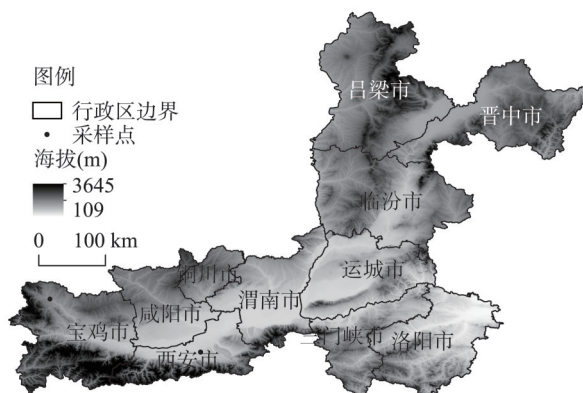 图例
行政区边界
采样点
海拔(m)
3645
109
0 100 km
吕梁市
晋中市
临汾市
铜川市
运城市
渭南市
咸阳市
宝鸡市
三门峡市
洛阳市
西安市